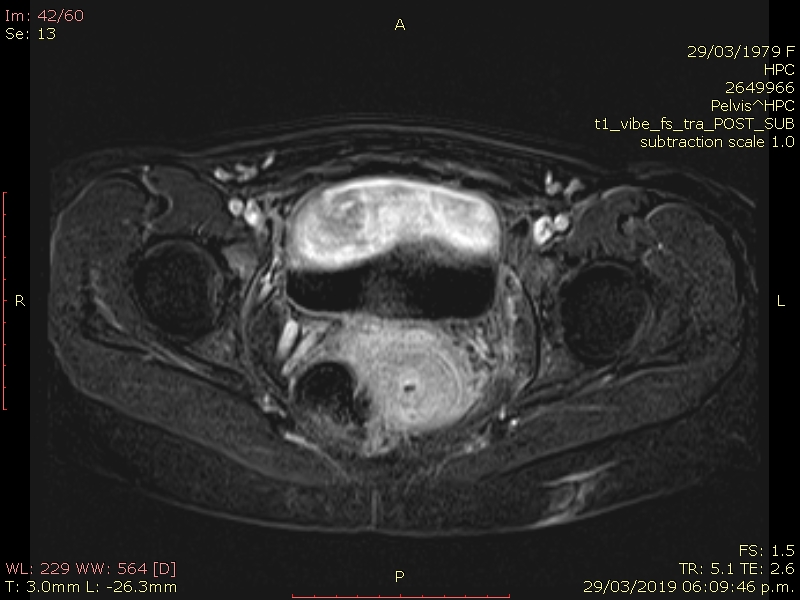 Im: 42/60
Se: 13
A
29/03/1979 F
HPC
2649966
Pelvis^HPC
t1_vibe_fs_tra_POST_SUB
subtraction scale 1.0
R
L
WL: 229 WW: 564 [D]
T: 3.0mm L: -26.3mm
P
FS: 1.5
TR: 5.1 TE: 2.6
29/03/2019 06:09:46 p.m.